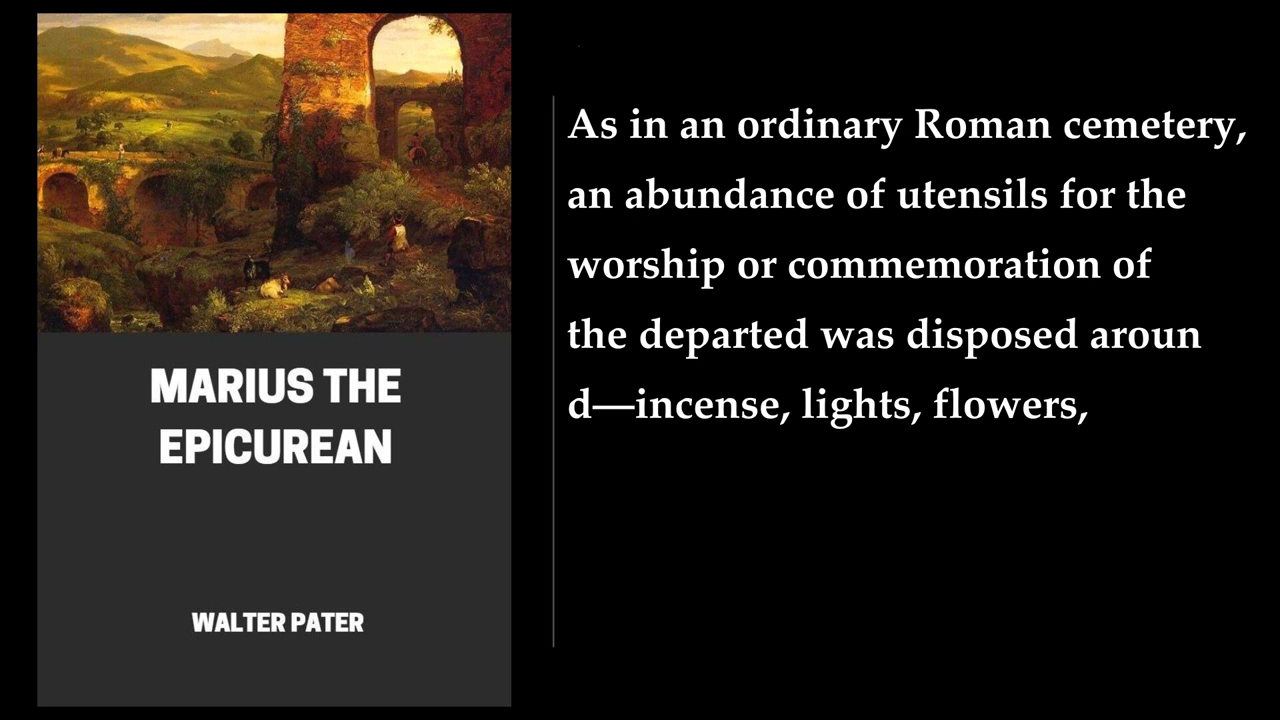 MARIUS THE
EPICUREAN
WALTER PATER
As in an ordinary Roman cemetery,
an abundance of utensils for the
worship or commemoration of
the departed was disposed aroun
d—incense, lights, flowers,